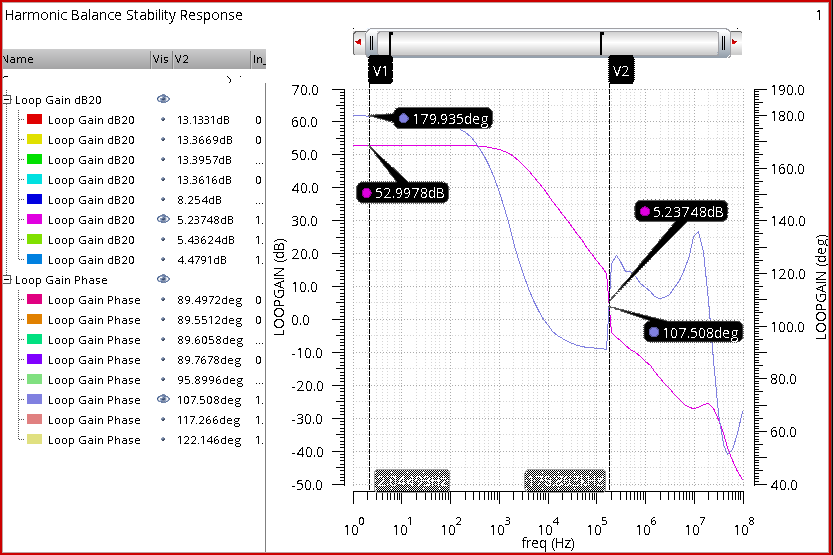 Harmonic Balance Stability Response 1
Name Vis V2 In_
V1 V2
Loop Gain dB20
Loop Gain dB20 13.1331dB 0
Loop Gain dB20 13.3669dB 0
Loop Gain dB20 13.3957dB ...
Loop Gain dB20 13.3616dB 0
Loop Gain dB20 8.254dB ...
Loop Gain dB20 5.23748dB 1.
Loop Gain dB20 5.43624dB 1.
Loop Gain dB20 4.4791dB 1.
Loop Gain Phase
Loop Gain Phase 89.4972deg 0
Loop Gain Phase 89.5512deg 0
Loop Gain Phase 89.6058deg ...
Loop Gain Phase 89.7678deg 0
Loop Gain Phase 95.8996deg ...
Loop Gain Phase 107.508deg 1.
Loop Gain Phase 117.266deg 1.
Loop Gain Phase 122.146deg 1.
LOOPGAIN (dB)
70.0
60.0
50.0
40.0
30.0
20.0
10.0
0.0
-10.0
-20.0
-30.0
-40.0
-50.0
179.935deg
52.9978dB
5.23748dB
107.508deg
190.0
180.0
160.0
140.0
120.0
100.0
80.0
60.0
40.0
LOOPGAIN (deg)
10^0 10^1 10^2 10^3 10^4 10^5 10^6 10^7 10^8
freq (Hz)